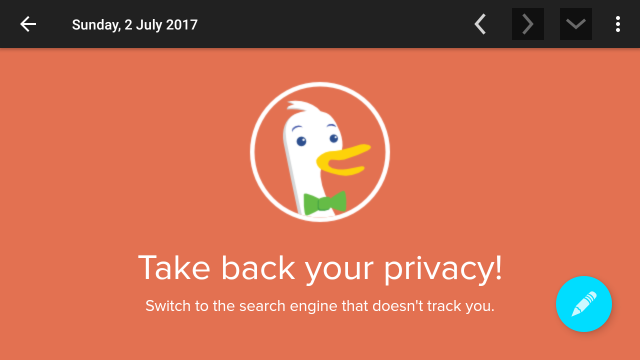 Sunday, 2 July 2017
Take back your privacy!
Switch to the search engine that doesn't track you.